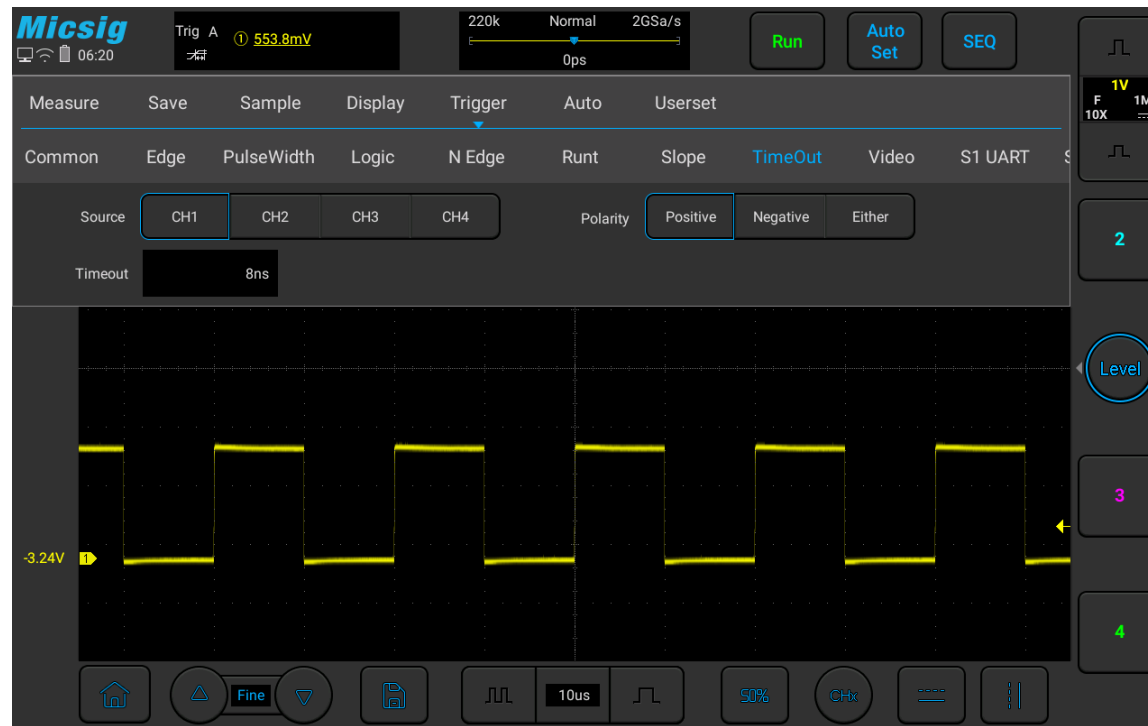 Micsig
06:20
Trig A
① 553.8mV
220k Normal 2GSa/s
0ps
Run
Auto
Set
SEQ
Measure Save Sample Display Trigger Auto Userset
1V
F 1M
10X
Common Edge PulseWidth Logic N Edge Runt Slope TimeOut Video S1 UART
Source CH1 CH2 CH3 CH4 Polarity Positive Negative Either
Timeout 8ns
2
Level
3
-3.24V 1
4
Fine 10us 50% CHx